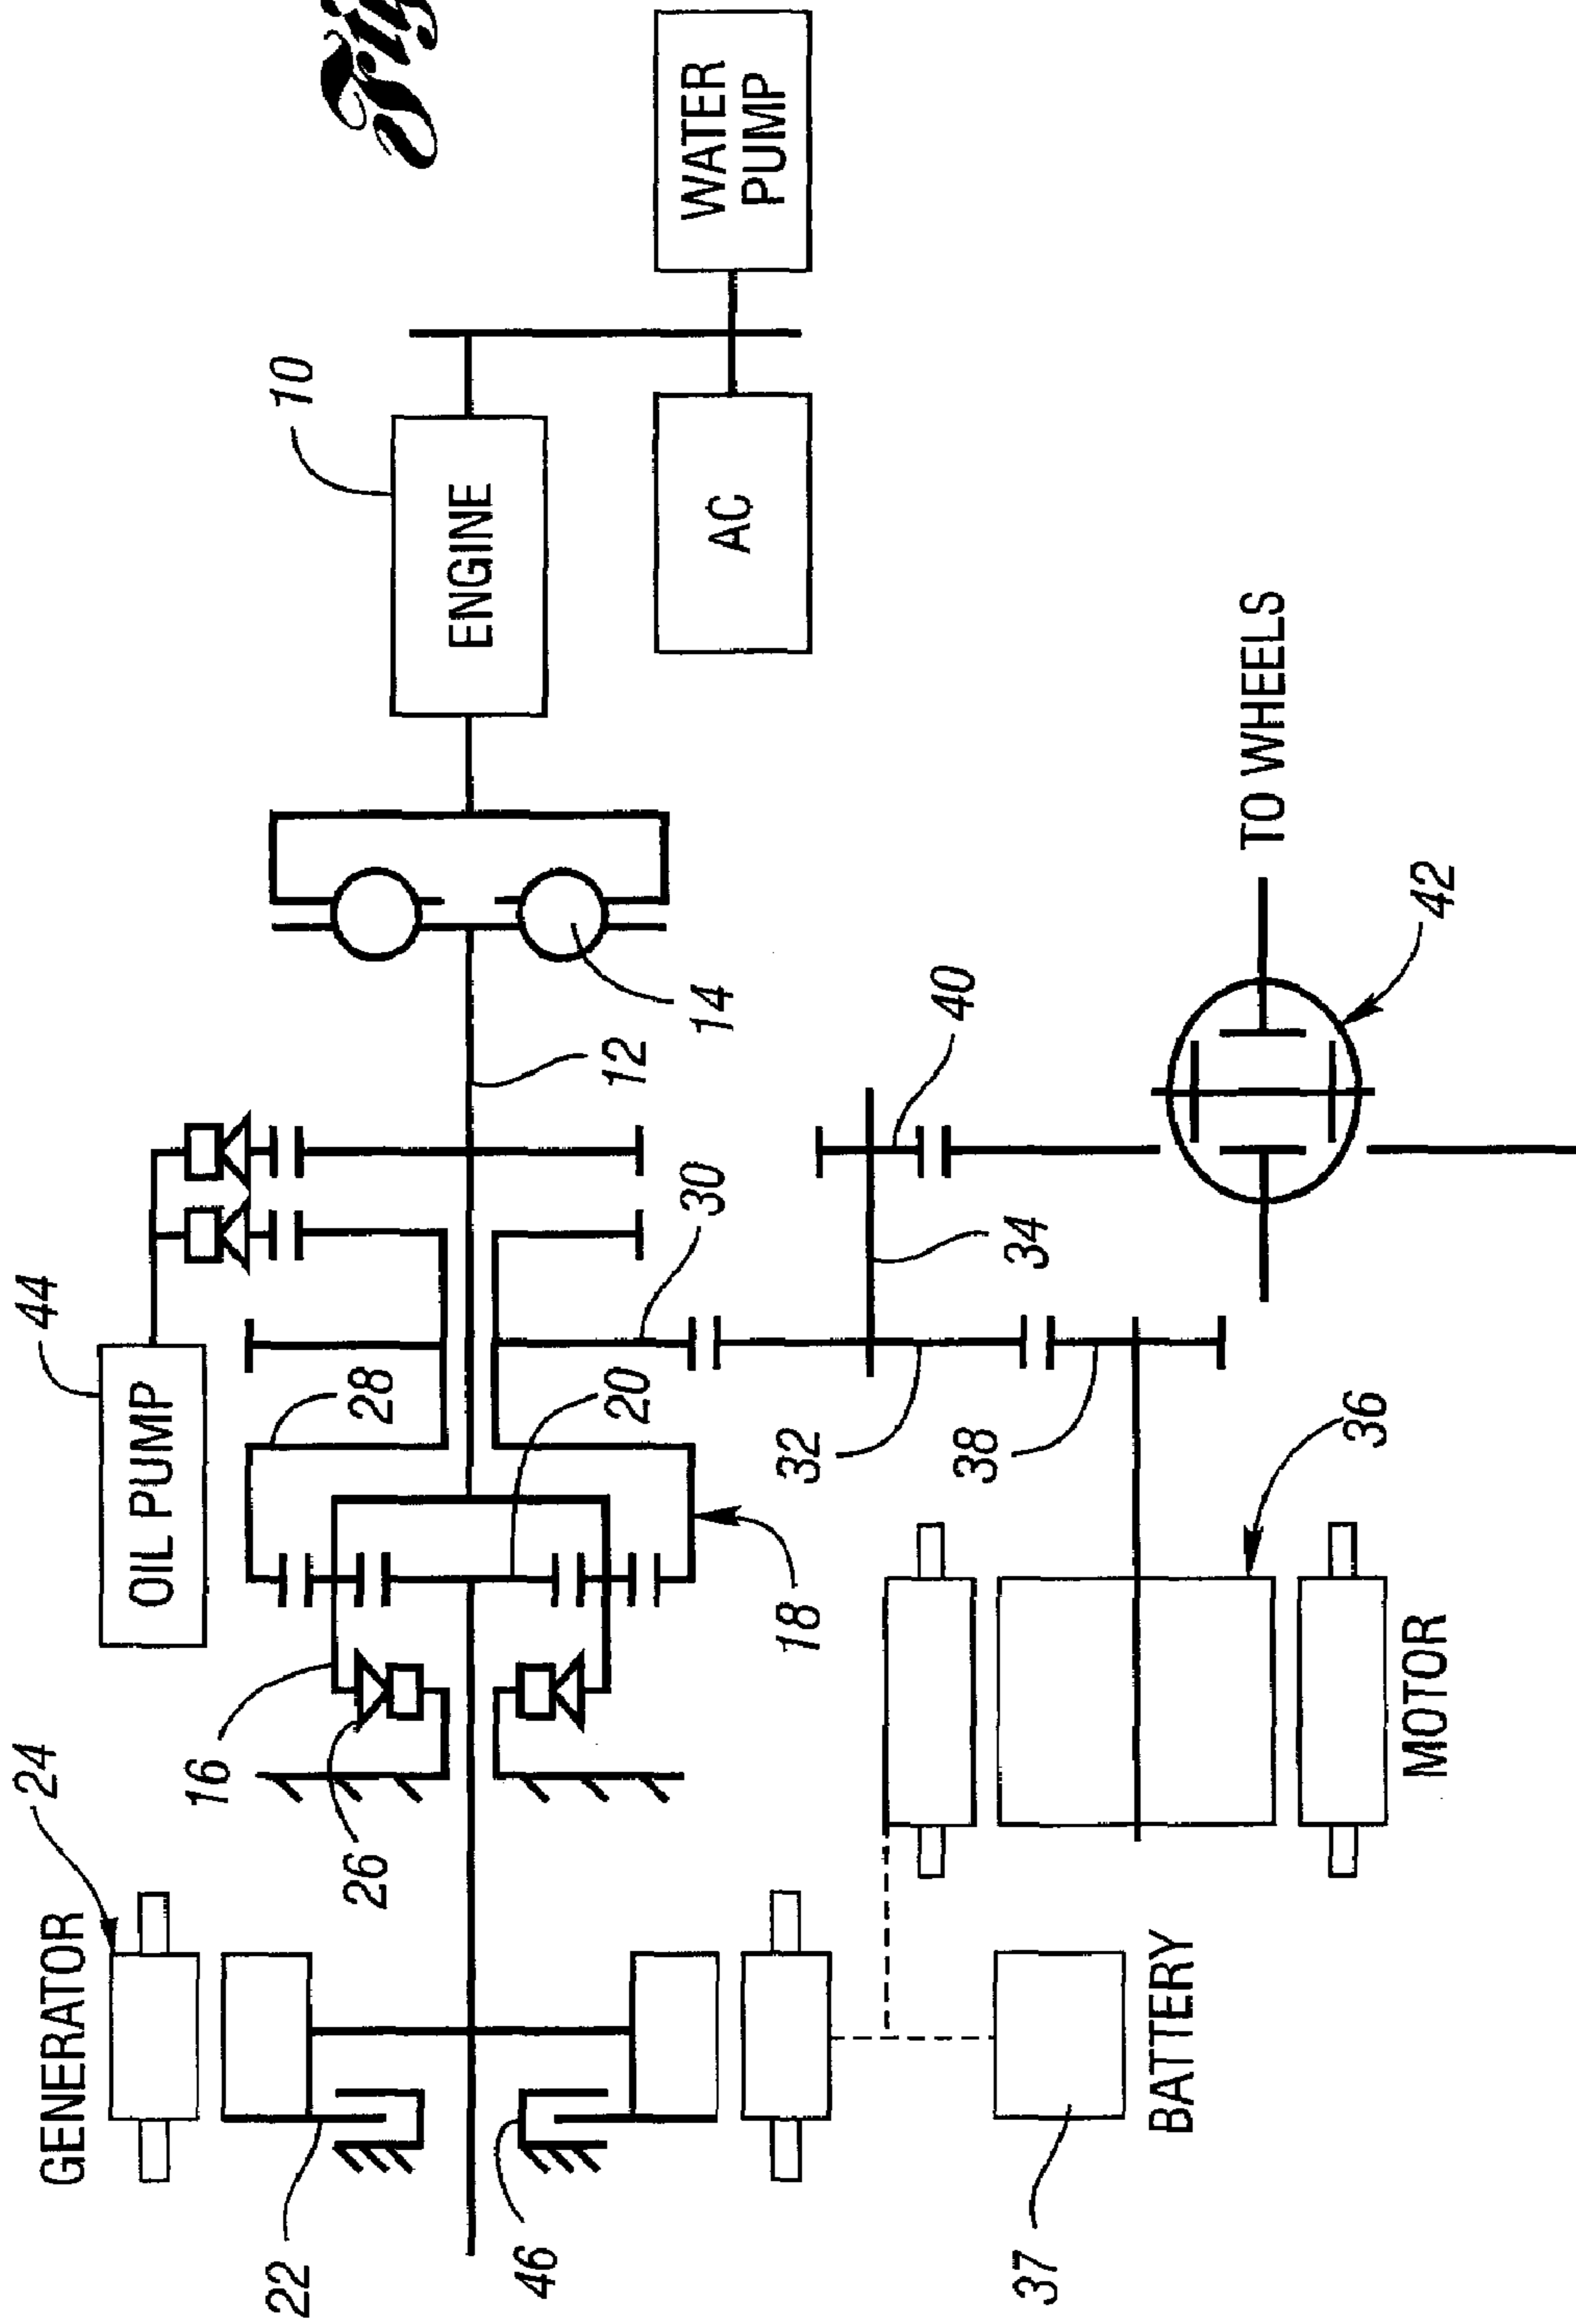 24
44
GENERATOR
OIL PUMP
16
22
10
26
28
ENGINE
46
20
12
30
14
WATER
PUMP
AC
18
32
38
40
37
34
BATTERY
TO WHEELS
36
MOTOR
42